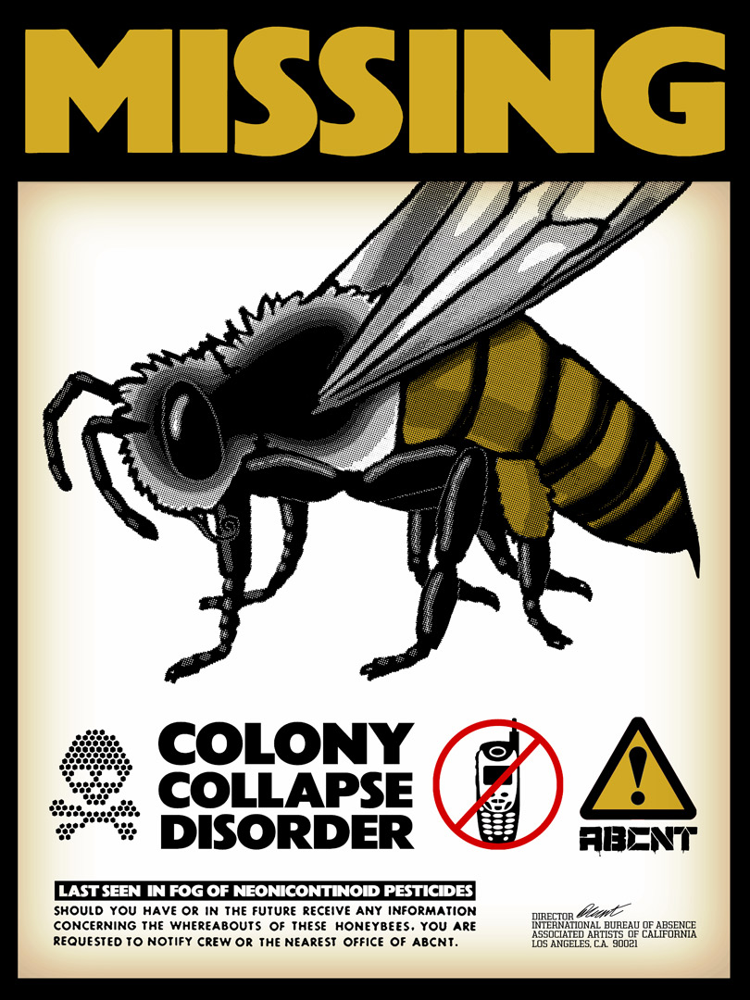 MISSING
COLONY
COLLAPSE
DISORDER
ABCNT
LAST SEEN IN FOG OF NEONICONTINOID PESTICIDES
SHOULD YOU HAVE OR IN THE FUTURE RECEIVE ANY INFORMATION
CONCERNING THE WHEREABOUTS OF THESE HONEYBEES, YOU ARE
REQUESTED TO NOTIFY CREW OR THE NEAREST OFFICE OF ABCNT.
DIRECTOR Abcnt
INTERNATIONAL BUREAU OF ABSENCE
ASSOCIATED ARTISTS OF CALIFORNIA
LOS ANGELES, C.A. 90021